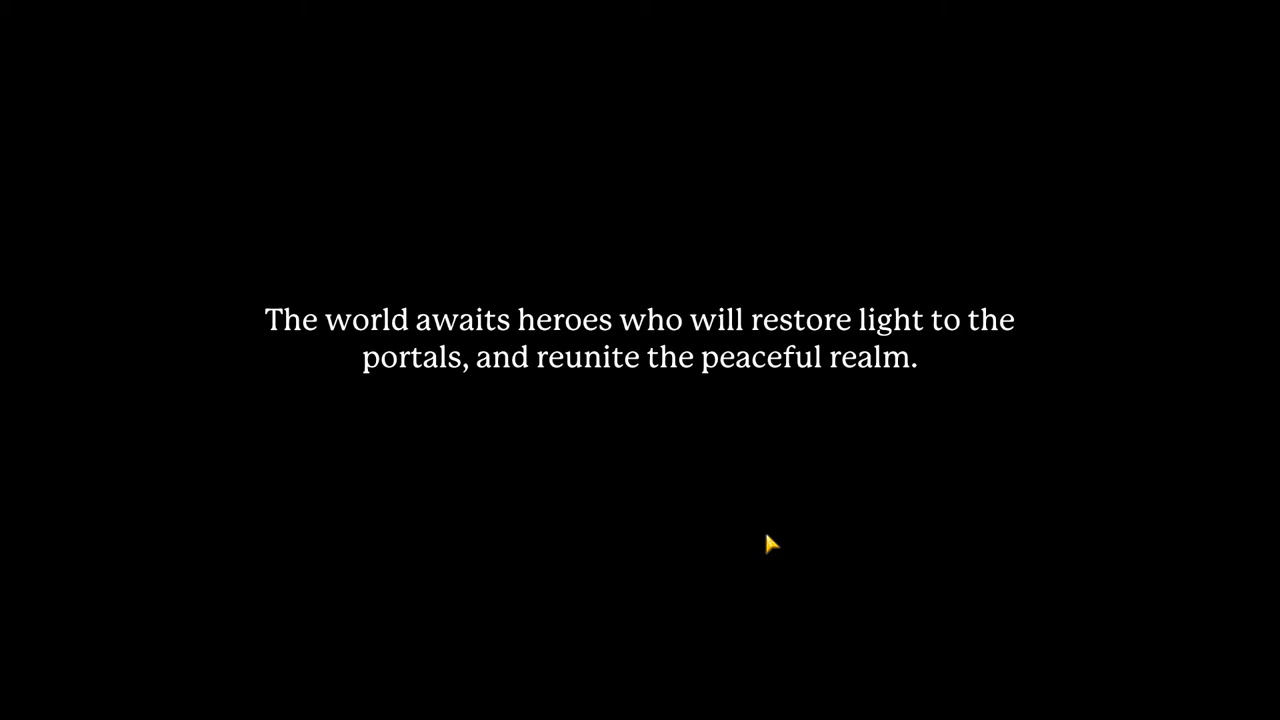 The world awaits heroes who will restore light to the
portals, and reunite the peaceful realm.